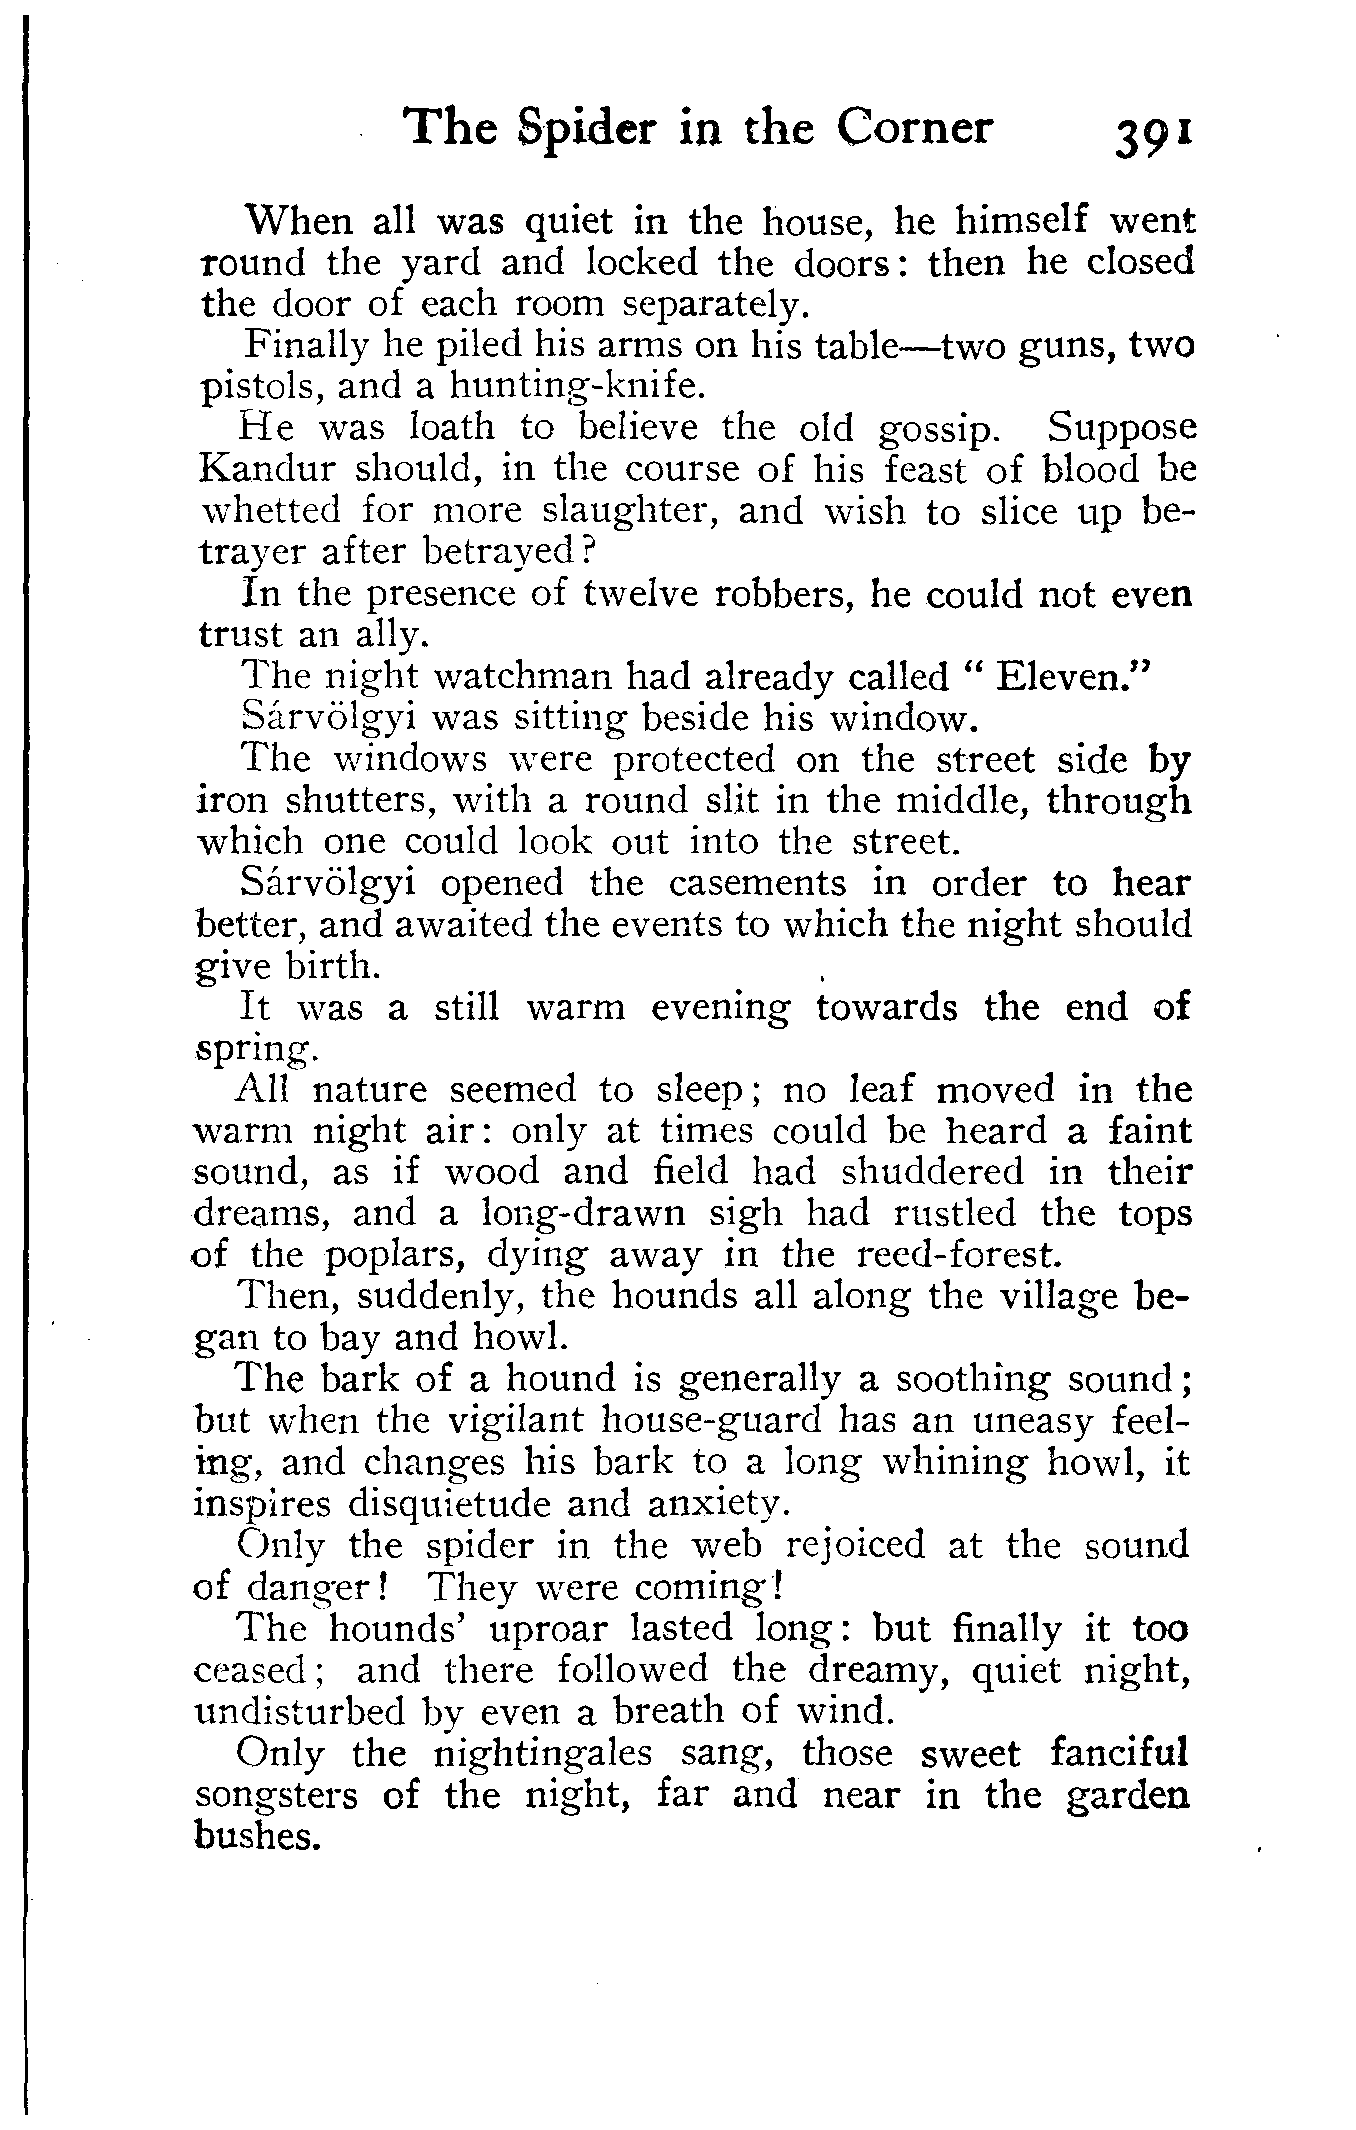 The Spider in the Corner 391
When all was quiet in the house, he himself went
round the yard and locked the doors: then he closed
the door of each room separately.
Finally he piled his arms on his table—two guns, two
pistols, and a hunting-knife.
He was loath to believe the old gossip. Suppose
Kandur should, in the course of his feast of blood be
whetted for more slaughter, and wish to slice up be-
trayer after betrayed?
In the presence of twelve robbers, he could not even
trust an ally.
The night watchman had already called “ Eleven.”
Sárvölgyi was sitting beside his window.
The windows were protected on the street side by
iron shutters, with a round slit in the middle, through
which one could look out into the street.
Sárvölgyi opened the casements in order to hear
better, and awaited the events to which the night should
give birth.
It was a still warm evening towards the end of
spring.
All nature seemed to sleep; no leaf moved in the
warm night air: only at times could be heard a faint
sound, as if wood and field had shuddered in their
dreams, and a long-drawn sigh had rustled the tops
of the poplars, dying away in the reed-forest.
Then, suddenly, the hounds all along the village be-
gan to bay and howl.
The bark of a hound is generally a soothing sound;
but when the vigilant house-guard has an uneasy feel-
ing, and changes his bark to a long whining howl, it
inspires disquietude and anxiety.
Only the spider in the web rejoiced at the sound
of danger! They were coming!
The hounds’ uproar lasted long: but finally it too
ceased; and there followed the dreamy, quiet night,
undisturbed by even a breath of wind.
Only the nightingales sang, those sweet fanciful
songsters of the night, far and near in the garden
bushes.